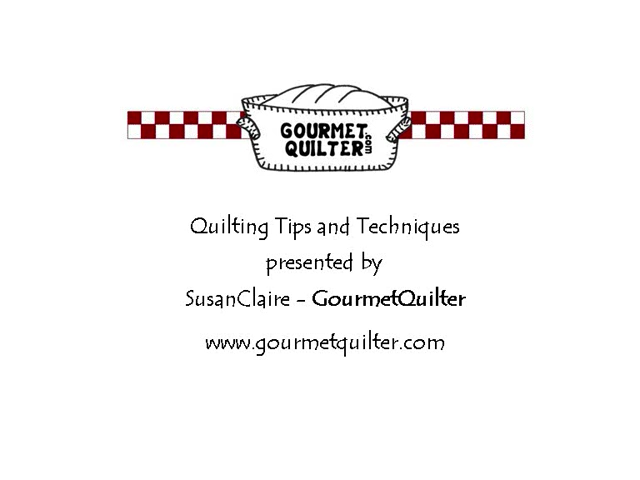 GOURMET.com
QUILTER
Quilting Tips and Techniques
presented by
SusanClaire - GourmetQuilter
www.gourmetquilter.com